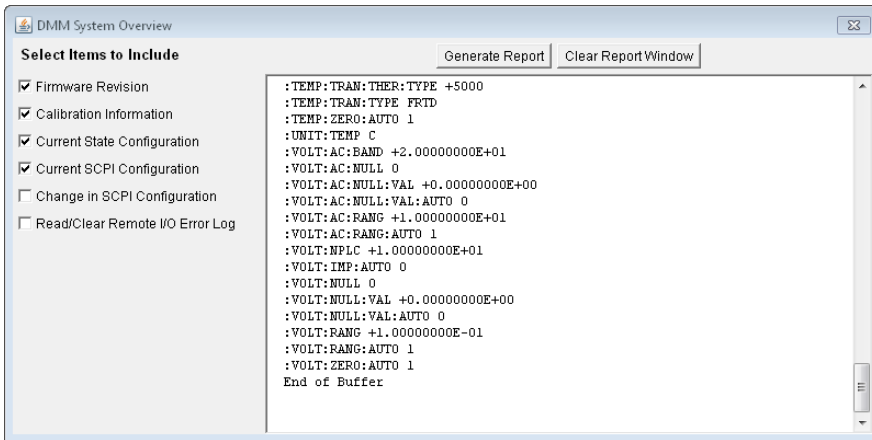 DMM System Overview
Select Items to Include
Generate Report
Clear Report Window
Firmware Revision
Calibration Information
Current State Configuration
Current SCPI Configuration
Change in SCPI Configuration
Read/Clear Remote I/O Error Log
:TEMP:TRAN:THER:TYPE +5000
:TEMP:TRAN:TYPE FRTD
:TEMP:ZERO:AUTO 1
:UNIT:TEMP C
:VOLT:AC:BAND +2.00000000E+01
:VOLT:AC:NULL 0
:VOLT:AC:NULL:VAL +0.00000000E+00
:VOLT:AC:NULL:VAL:AUTO 0
:VOLT:AC:RANG +1.00000000E+01
:VOLT:AC:RANG:AUTO 1
:VOLT:NPLC +1.00000000E+01
:VOLT:IMP:AUTO 0
:VOLT:NULL 0
:VOLT:NULL:VAL +0.00000000E+00
:VOLT:NULL:VAL:AUTO 0
:VOLT:RANG +1.00000000E-01
:VOLT:RANG:AUTO 1
:VOLT:ZERO:AUTO 1
End of Buffer